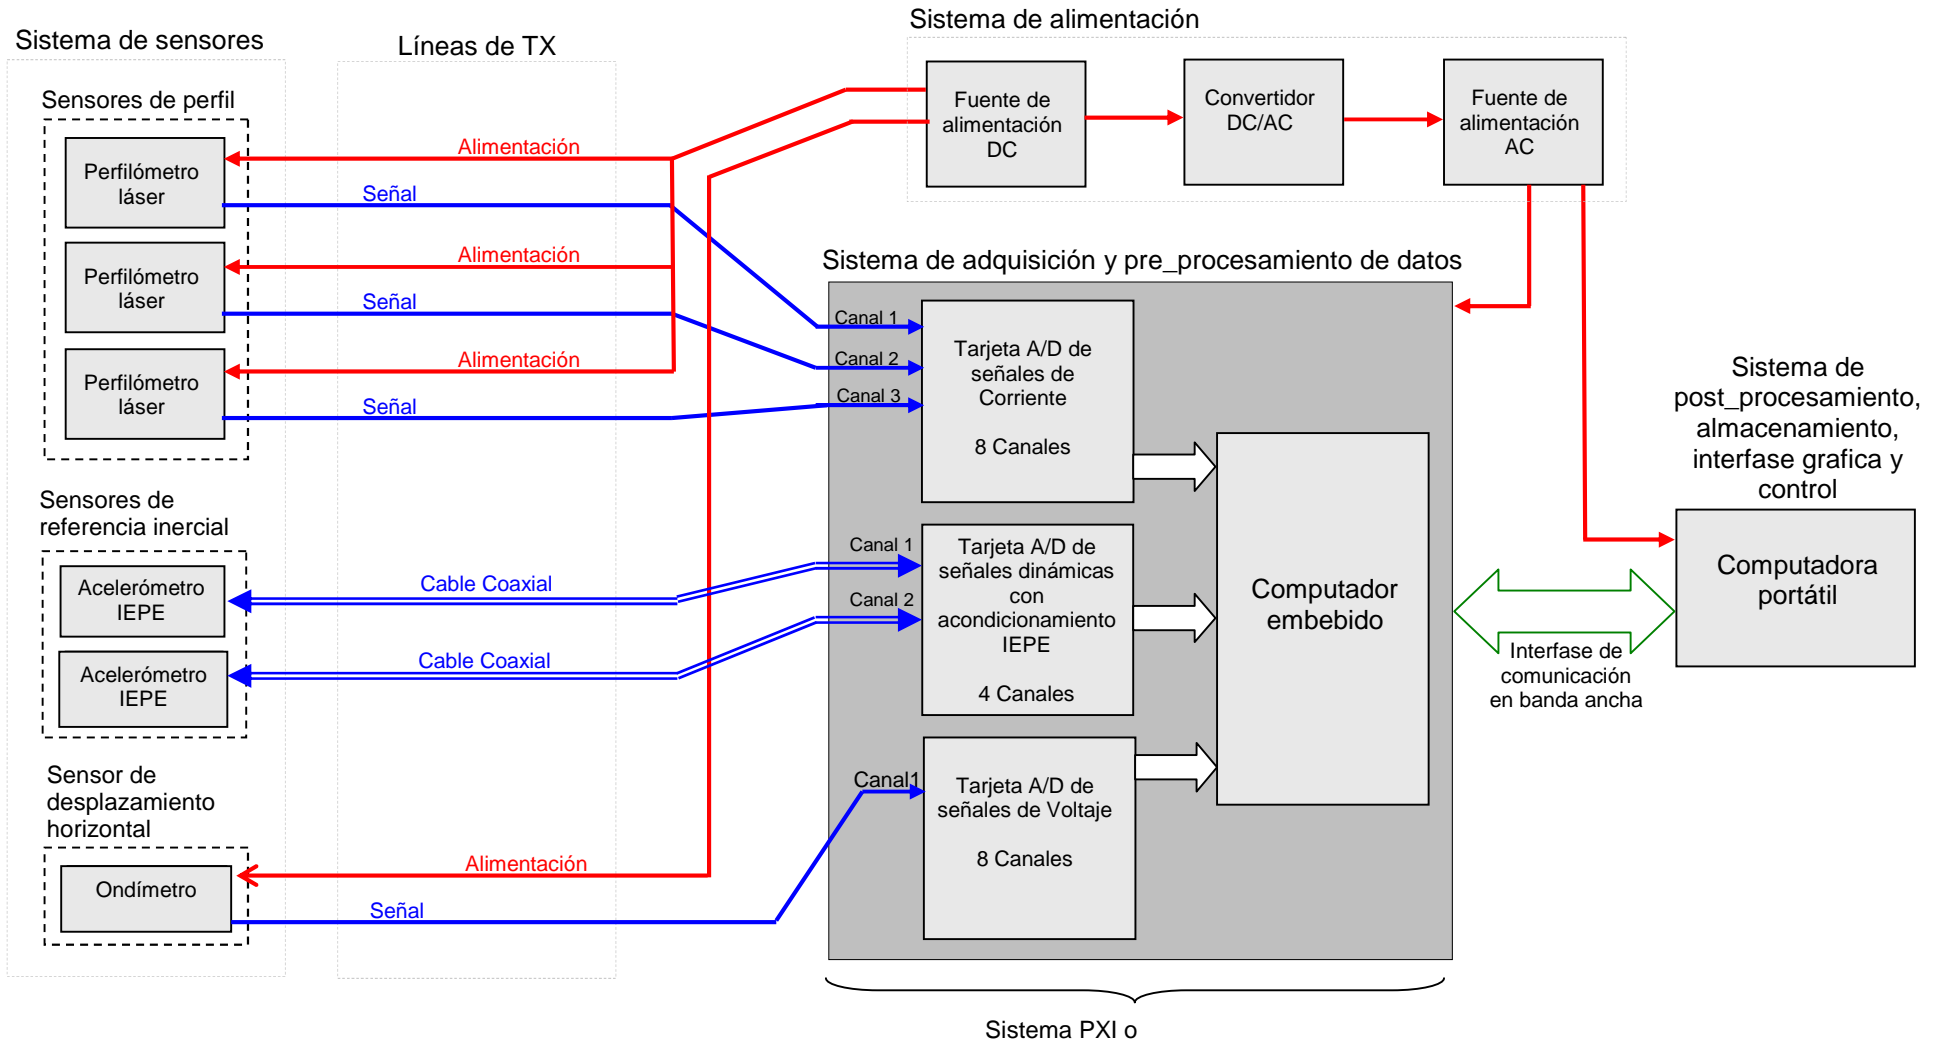 Sistema de alimentación
Sistema de sensores
Líneas de TX
Sensores de perfil
Fuente de
alimentación
DC
Convertidor
DC/AC
Fuente de
alimentación
AC
Perfilómetro
láser
Alimentación
Señal
Perfilómetro
láser
Alimentación
Señal
Perfilómetro
láser
Alimentación
Señal
Sistema de adquisición y pre_procesamiento de datos
Canal 1
Canal 2
Canal 3
Tarjeta A/D de
señales de
Corriente
8 Canales
Sistema de
post_procesamiento,
almacenamiento,
interfase grafica y
control
Sensores de
referencia inercial
Acelerómetro
IEPE
Cable Coaxial
Acelerómetro
IEPE
Cable Coaxial
Canal 1
Canal 2
Tarjeta A/D de
señales dinámicas
con
acondicionamiento
IEPE
4 Canales
Computador
embebido
Computadora
portátil
Interfase de
comunicación
en banda ancha
Sensor de
desplazamiento
horizontal
Ondímetro
Alimentación
Señal
Canal1
Tarjeta A/D de
señales de Voltaje
8 Canales
Sistema PXI o